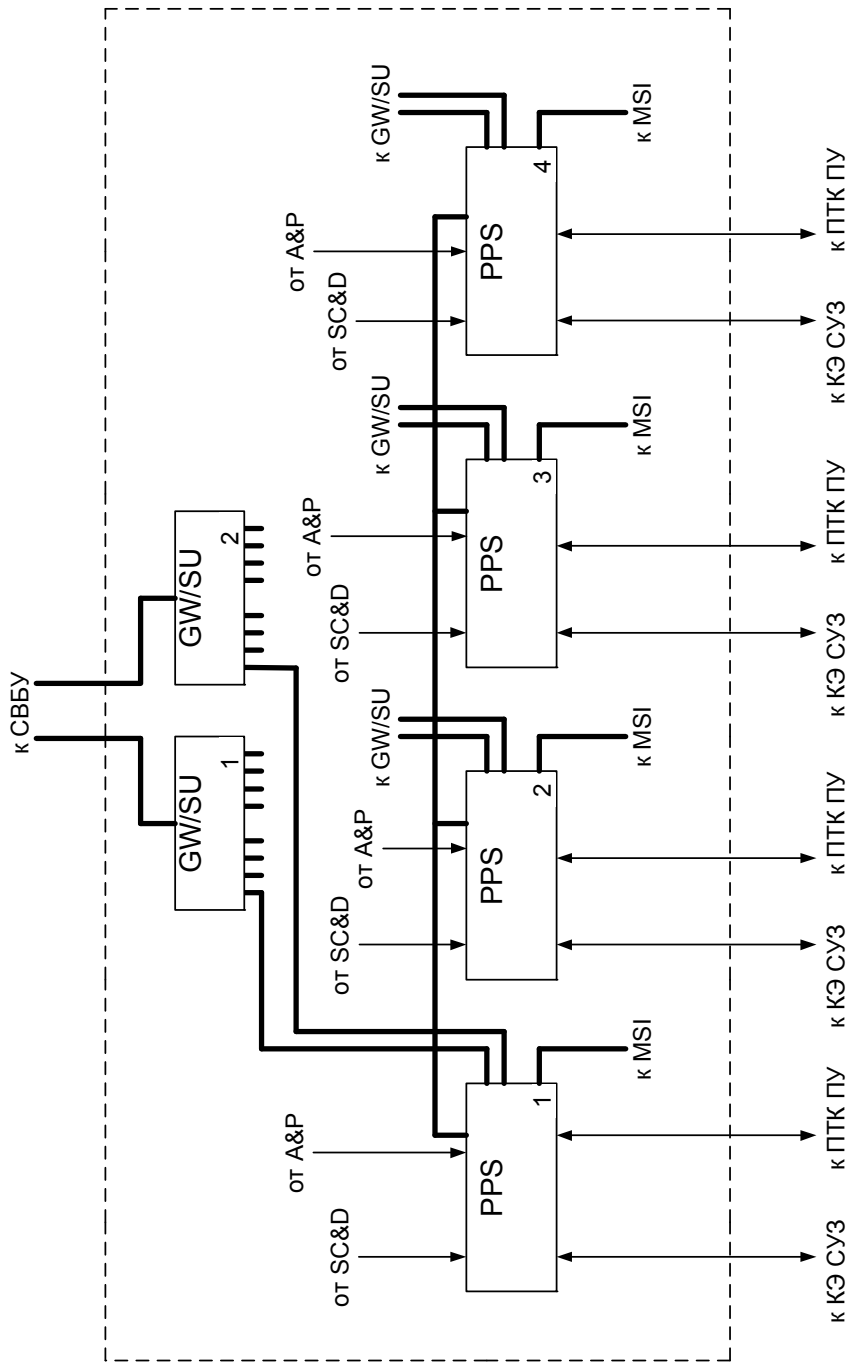 к СВБУ
GW/SU
1
GW/SU
2
от SC&D
от A&P
PPS
1
к MSI
к КЭ СУЗ
к ПТК ПУ
от SC&D
от A&P
к GW/SU
PPS
2
к MSI
к КЭ СУЗ
к ПТК ПУ
от SC&D
от A&P
к GW/SU
PPS
3
к MSI
к КЭ СУЗ
к ПТК ПУ
от SC&D
от A&P
к GW/SU
PPS
4
к MSI
к КЭ СУЗ
к ПТК ПУ